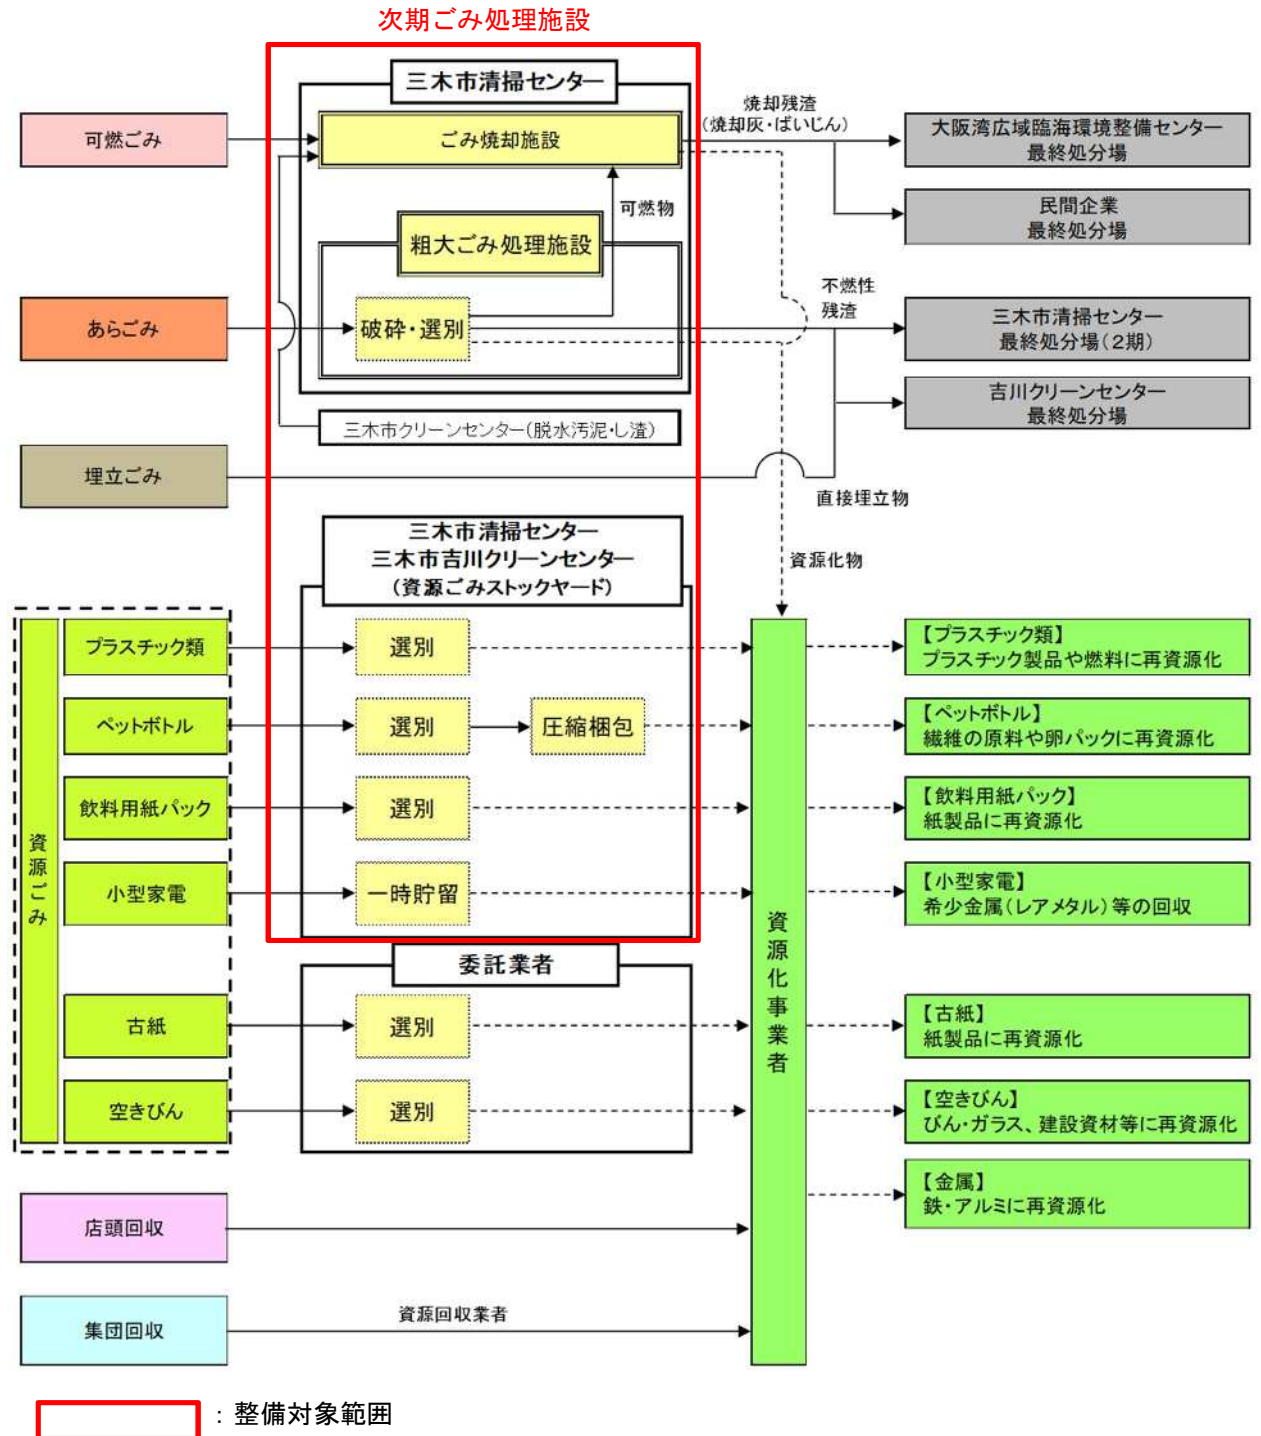 次期ごみ処理施設
三木市清掃センター
可燃ごみ
ごみ焼却施設
焼却残渣
(焼却灰・ばいじん)
大阪湾広域臨海環境整備センター
最終処分場
可燃物
民間企業
最終処分場
粗大ごみ処理施設
あらごみ
破砕・選別
不燃性
残渣
三木市清掃センター
最終処分場(2期)
吉川クリーンセンター
最終処分場
三木市クリーンセンター(脱水汚泥・し渣)
埋立ごみ
直接埋立物
三木市清掃センター
三木市吉川クリーンセンター
(資源ごみストックヤード)
資源化物
資源ごみ
プラスチック類
選別
【プラスチック類】
プラスチック製品や燃料に再資源化
ペットボトル
選別
圧縮梱包
【ペットボトル】
繊維の原料や卵パックに再資源化
飲料用紙パック
選別
【飲料用紙パック】
紙製品に再資源化
小型家電
一時貯留
【小型家電】
希少金属(レアメタル)等の回収
資源化事業者
委託業者
古紙
選別
【古紙】
紙製品に再資源化
空きびん
選別
【空きびん】
びん・ガラス、建設資材等に再資源化
【金属】
鉄・アルミに再資源化
店頭回収
集団回収
資源回収業者
：整備対象範囲